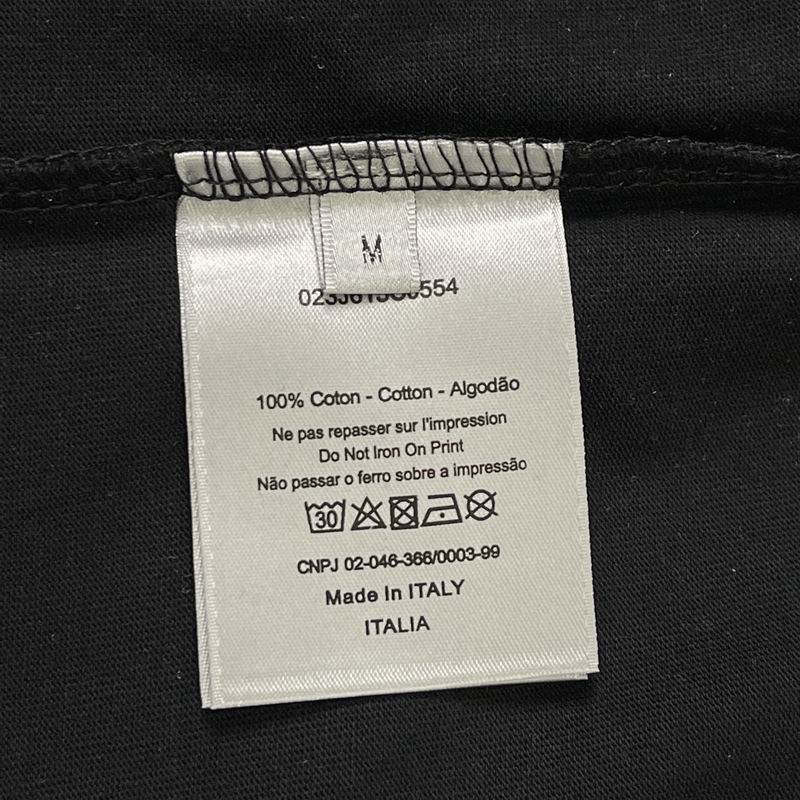 M
100% Coton - Cotton - Algodão
Ne pas repasser sur l'impression
Do Not Iron On Print
Não passar o ferro sobre a impressão
30
CNPJ 02-046-366/0003-99
Made In ITALY
ITALIA